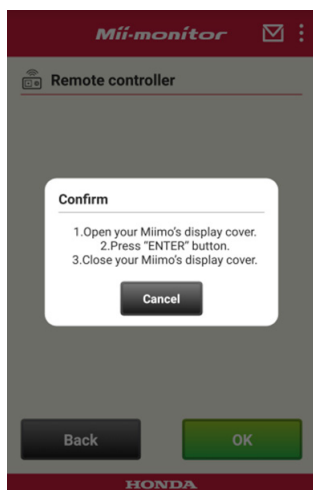 Mii-monitor
Remote controller
Confirm
1.Open your Miimo's display cover.
2.Press "ENTER" button.
3.Close your Miimo's display cover.
Cancel
Back
OK
HONDA